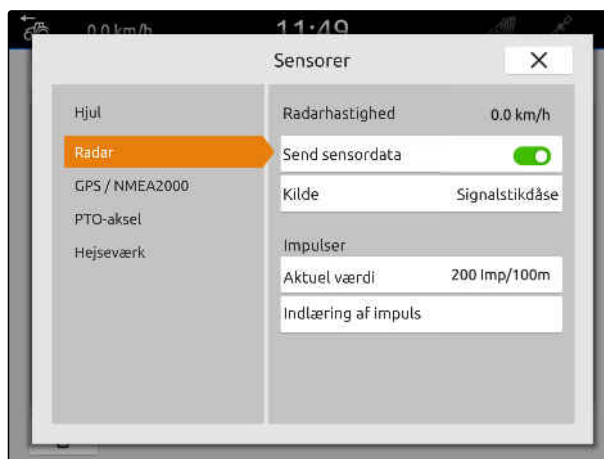 0.0 km/h
11:49
Sensorer
Hjul
Radar
GPS / NMEA2000
PTO-aksel
Hejseværk
Radarhastighed 0.0 km/h
Send sensordata
Kilde Signalstikdåse
Impulser
Aktuel værdi 200 Imp/100m
Indlæring af impuls